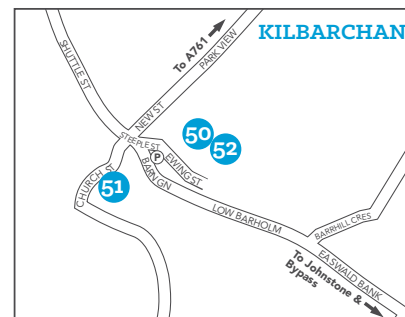 KILBARCHAN
To A761
SHUTTLE ST
NEW ST
PARK VIEW
STEEPLE ST
P
50
52
EWING ST
BARN GN
CHURCH ST
51
LOW BARHOLM
BARRHILL CRES
EASWALD BANK
To Johnstone &
Bypass